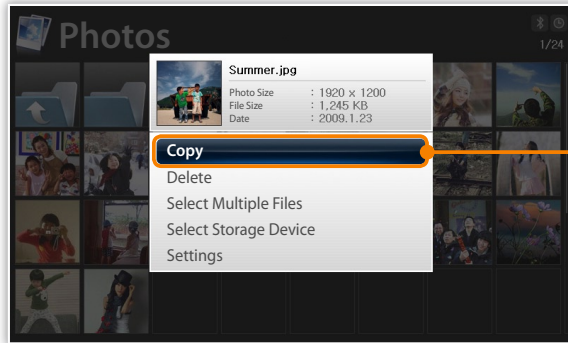 Photos
1/24
Summer.jpg
Photo Size : 1920 x 1200
File Size : 1,245 KB
Date : 2009.1.23
Copy
Delete
Select Multiple Files
Select Storage Device
Settings